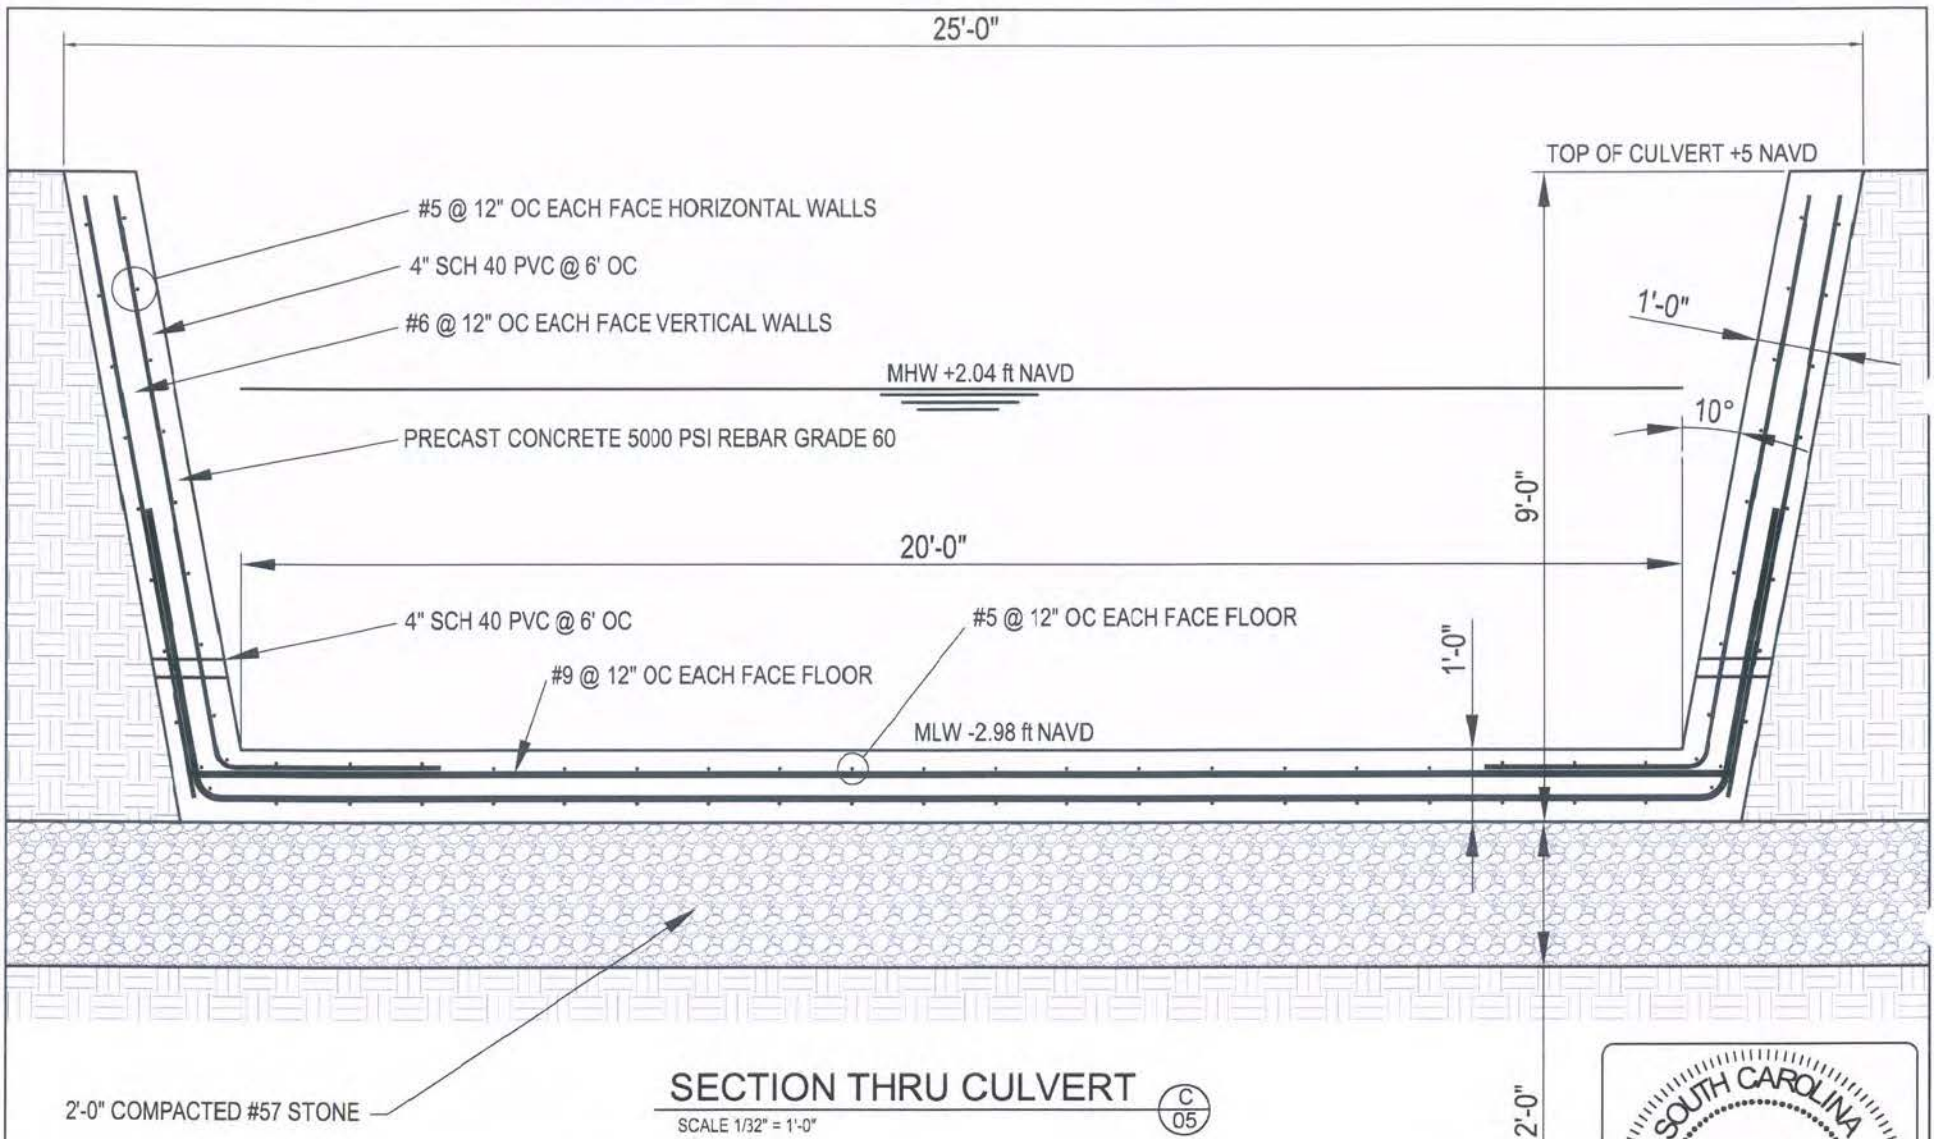 25'-0"
TOP OF CULVERT +5 NAVD
#5 @ 12" OC EACH FACE HORIZONTAL WALLS
4" SCH 40 PVC @ 6' OC
#6 @ 12" OC EACH FACE VERTICAL WALLS
1'-0"
MHW +2.04 ft NAVD
10°
PRECAST CONCRETE 5000 PSI REBAR GRADE 60
9'-0"
20'-0"
4" SCH 40 PVC @ 6' OC
#5 @ 12" OC EACH FACE FLOOR
1'-0"
#9 @ 12" OC EACH FACE FLOOR
MLW -2.98 ft NAVD
SECTION THRU CULVERT
C
05
SCALE 1/32" = 1'-0"
2'-0" COMPACTED #57 STONE
2'-0"
SOUTH CAROLINA